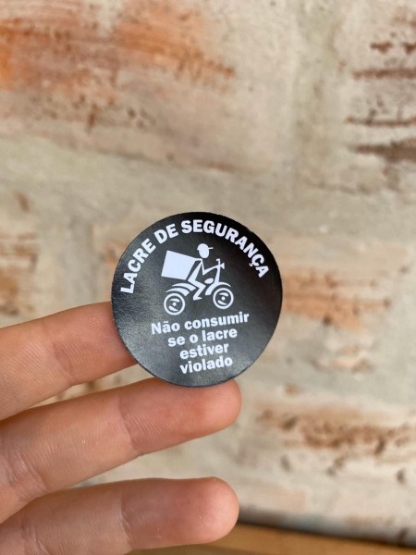 LACRE DE SEGURANÇA
Não consumir
se o lacre
estiver
violado